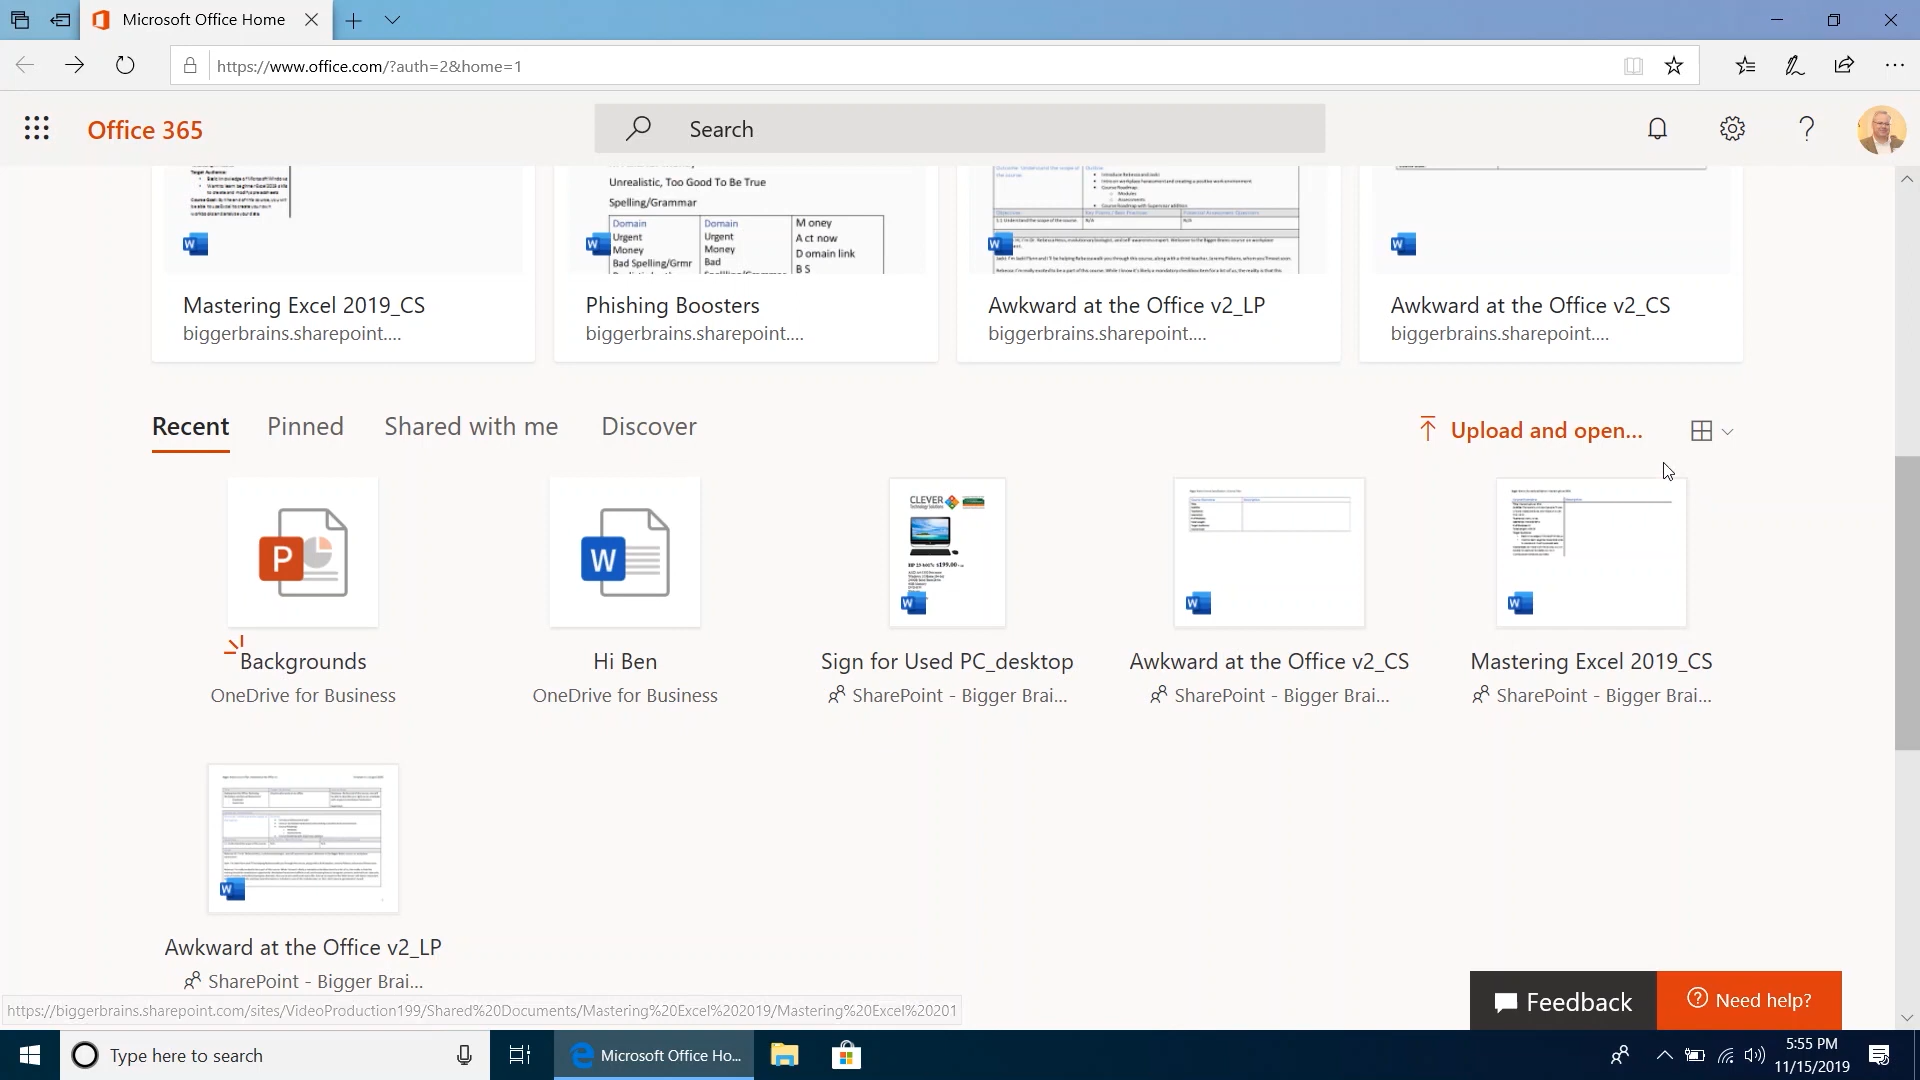 Microsoft Office Home
https://www.office.com/?auth=2&home=1
Office 365
Search
Target Audience:
Unrealistic, Too Good To Be True
Spelling/Grammar
Domain
Urgent
Money
Bad Spelling/Grmr
Domain
Urgent
Money
Bad
M oney
A ct now
D omain link
B S
Mastering Excel 2019_CS
biggerbrains.sharepoint....
Phishing Boosters
biggerbrains.sharepoint....
Awkward at the Office v2_LP
biggerbrains.sharepoint....
Awkward at the Office v2_CS
biggerbrains.sharepoint....
Recent
Pinned
Shared with me
Discover
Upload and open...
CLEVER
Technology Solutions
Backgrounds
OneDrive for Business
Hi Ben
OneDrive for Business
Sign for Used PC_desktop
SharePoint - Bigger Brai...
Awkward at the Office v2_CS
SharePoint - Bigger Brai...
Mastering Excel 2019_CS
SharePoint - Bigger Brai...
Awkward at the Office v2_LP
SharePoint - Bigger Brai...
https://biggerbrains.sharepoint.com/sites/VideoProduction199/Shared%20Documents/Mastering%20Excel%202019/Mastering%20Excel%201
Feedback
Need help?
Type here to search
Microsoft Office Ho...
5:55 PM
11/15/2019